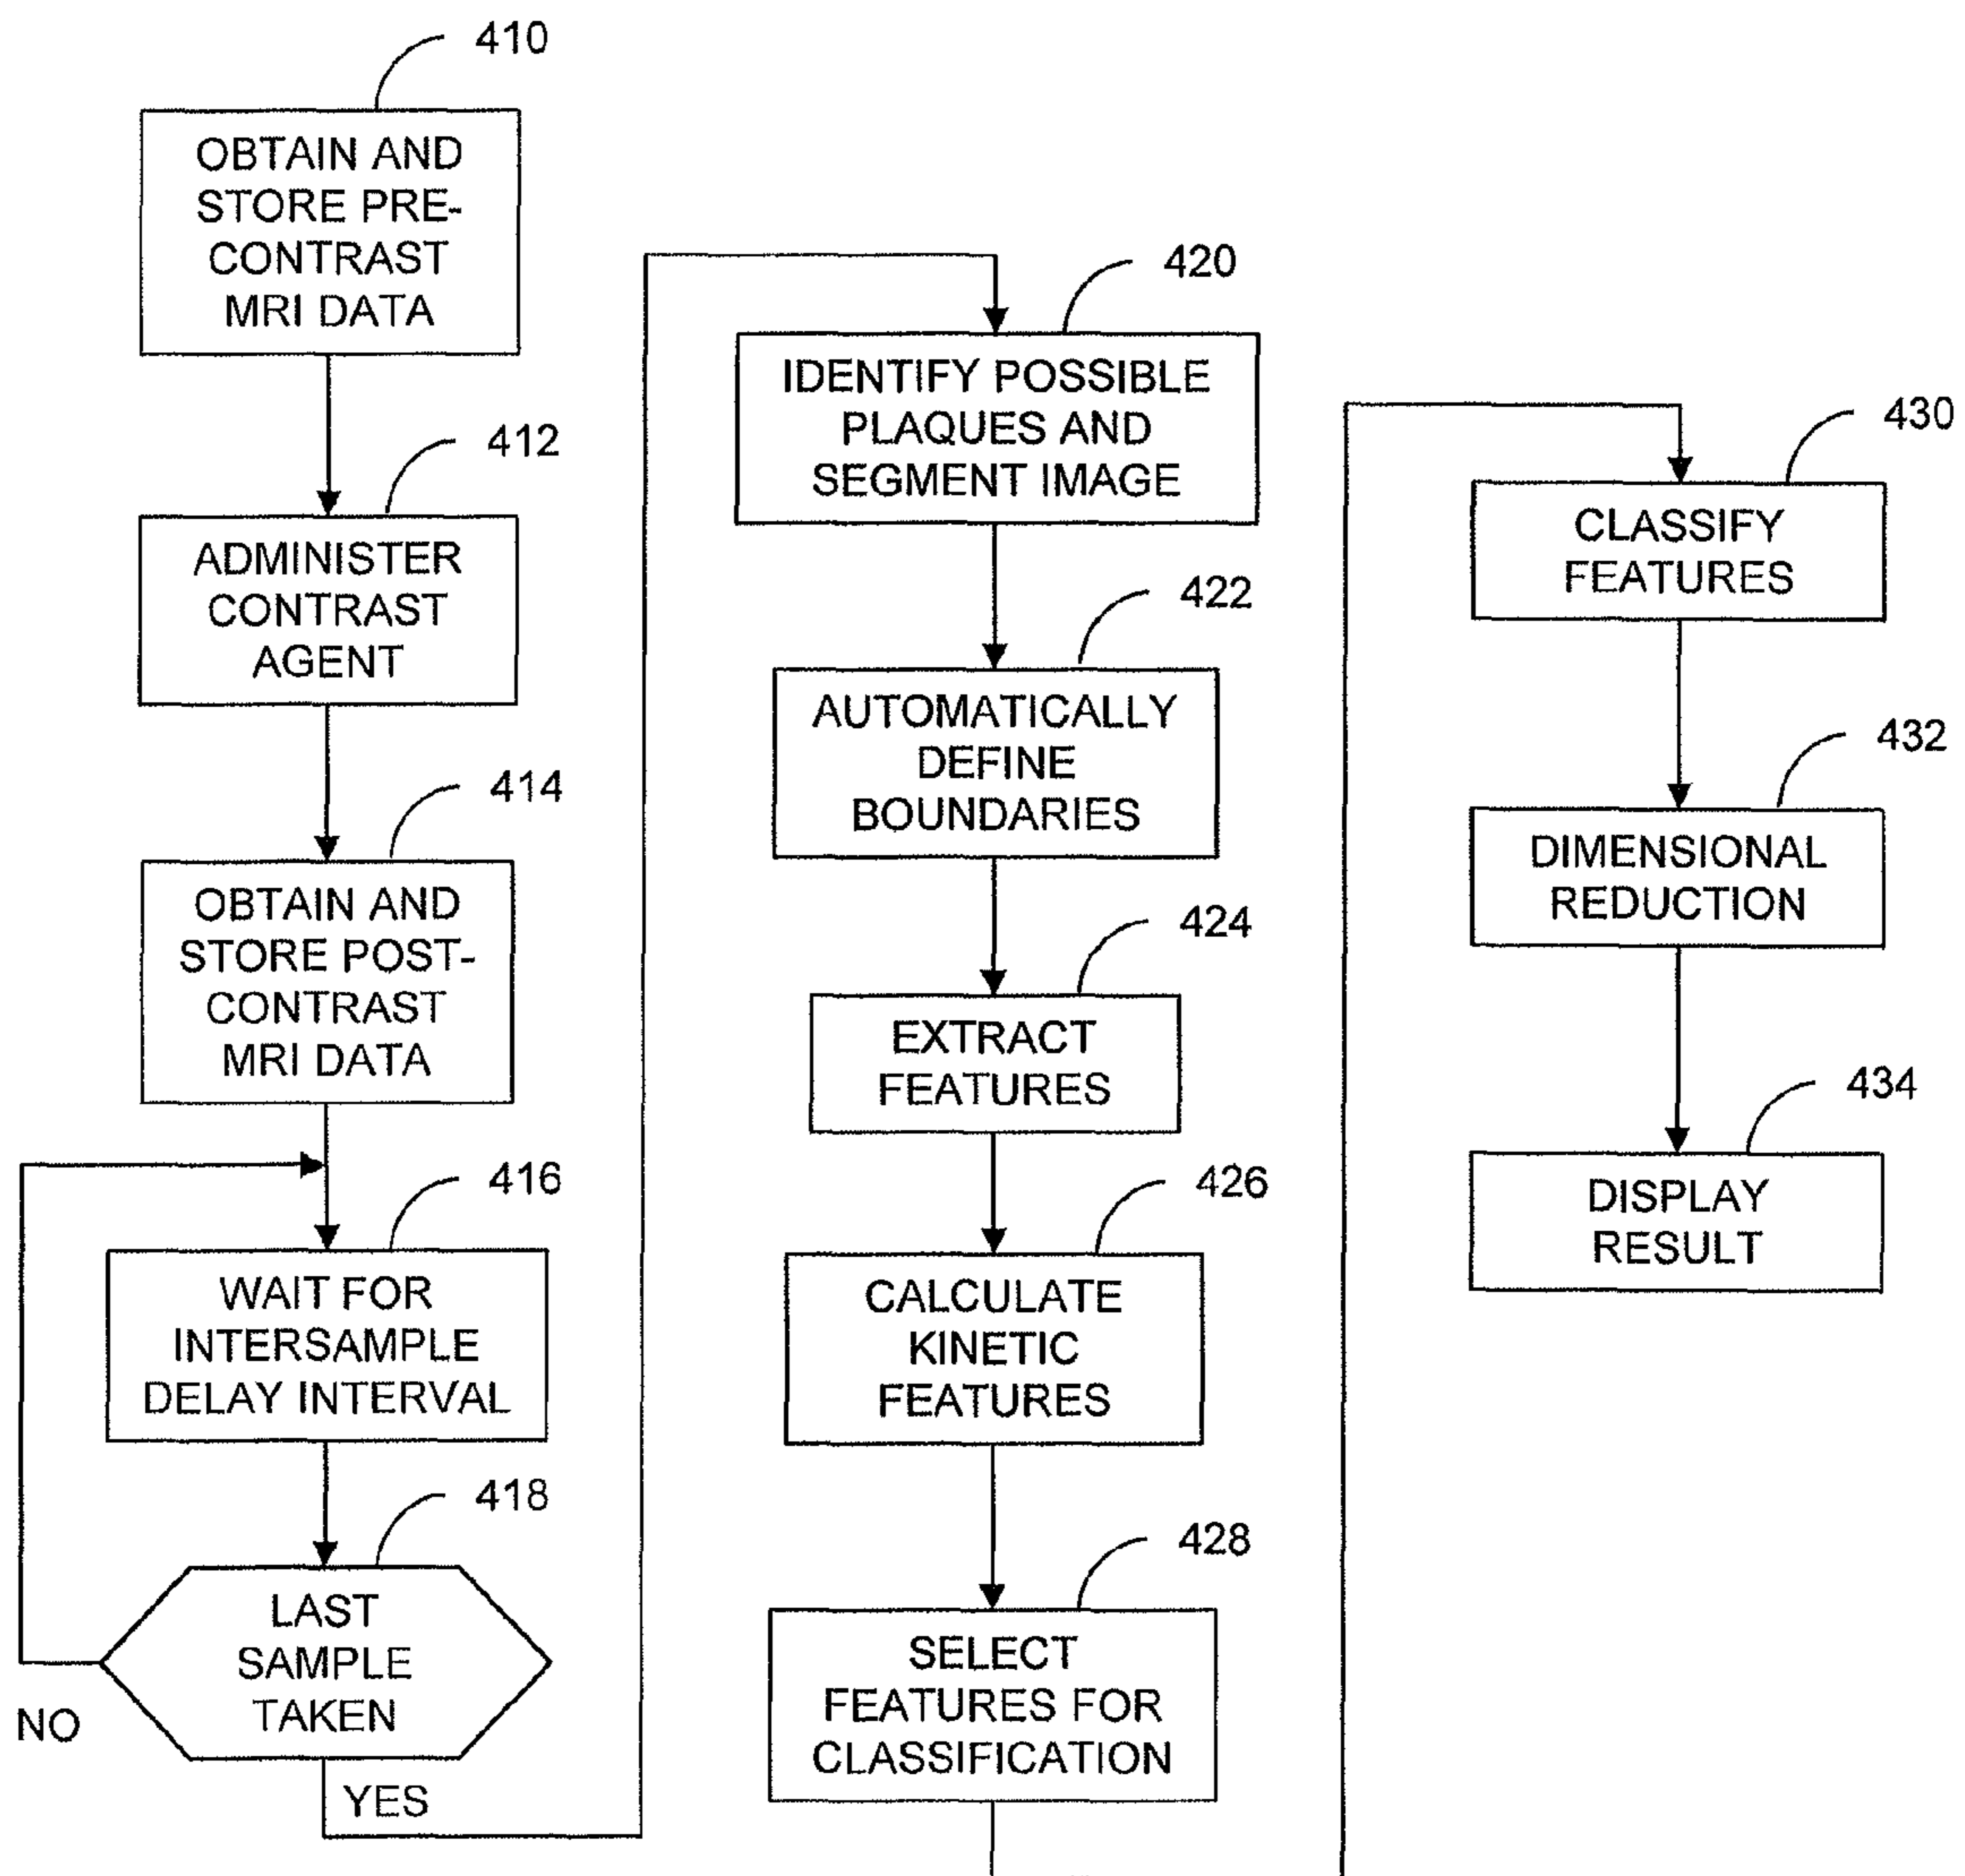 410
OBTAIN AND
STORE PRE-
CONTRAST
MRI DATA
412
ADMINISTER
CONTRAST
AGENT
414
OBTAIN AND
STORE POST-
CONTRAST
MRI DATA
416
WAIT FOR
INTERSAMPLE
DELAY INTERVAL
418
LAST
SAMPLE
TAKEN
NO
YES
420
IDENTIFY POSSIBLE
PLAQUES AND
SEGMENT IMAGE
422
AUTOMATICALLY
DEFINE
BOUNDARIES
424
EXTRACT
FEATURES
426
CALCULATE
KINETIC
FEATURES
428
SELECT
FEATURES FOR
CLASSIFICATION
430
CLASSIFY
FEATURES
432
DIMENSIONAL
REDUCTION
434
DISPLAY
RESULT